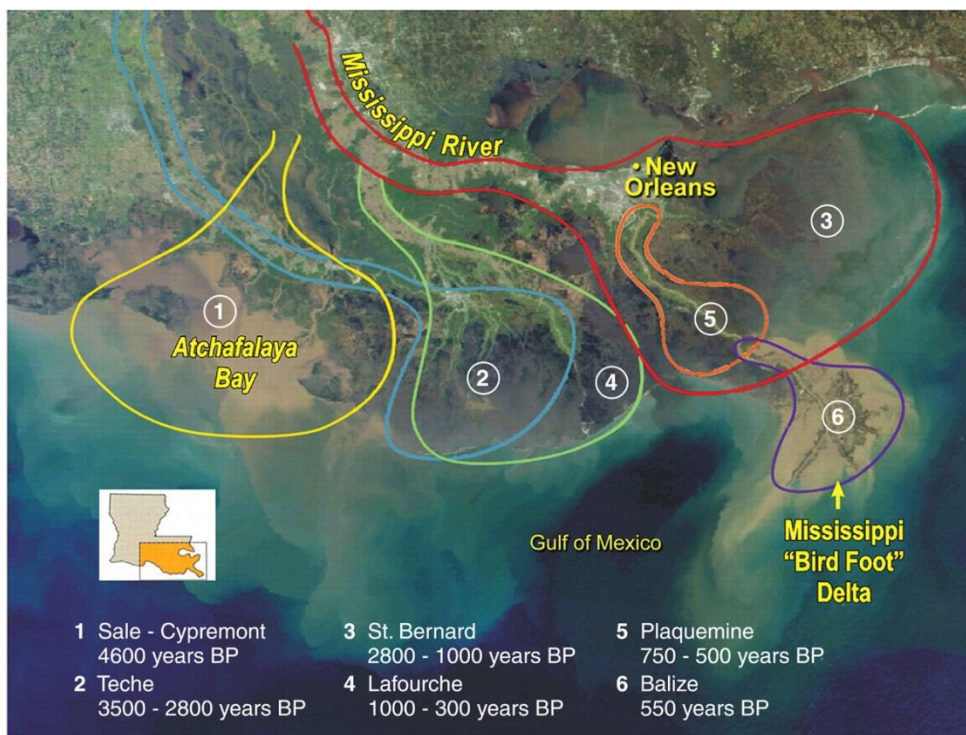 Mississippi River
• New
Orleans
3
1
Atchafalaya
Bay
5
2
4
6
Gulf of Mexico
Mississippi
“Bird Foot”
Delta
1 Sale - Cypremont
4600 years BP
2 Teche
3500 - 2800 years BP
3 St. Bernard
2800 - 1000 years BP
4 Lafourche
1000 - 300 years BP
5 Plaquemine
750 - 500 years BP
6 Balize
550 years BP